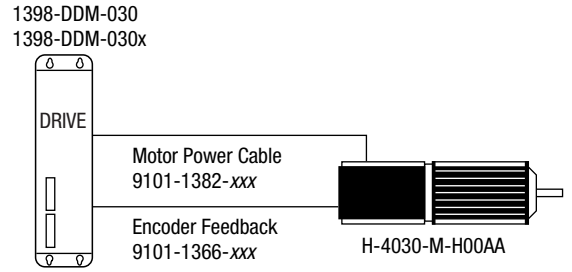 1398-DDM-030
1398-DDM-030x
DRIVE
Motor Power Cable
9101-1382-xxx
Encoder Feedback
9101-1366-xxx
H-4030-M-H00AA